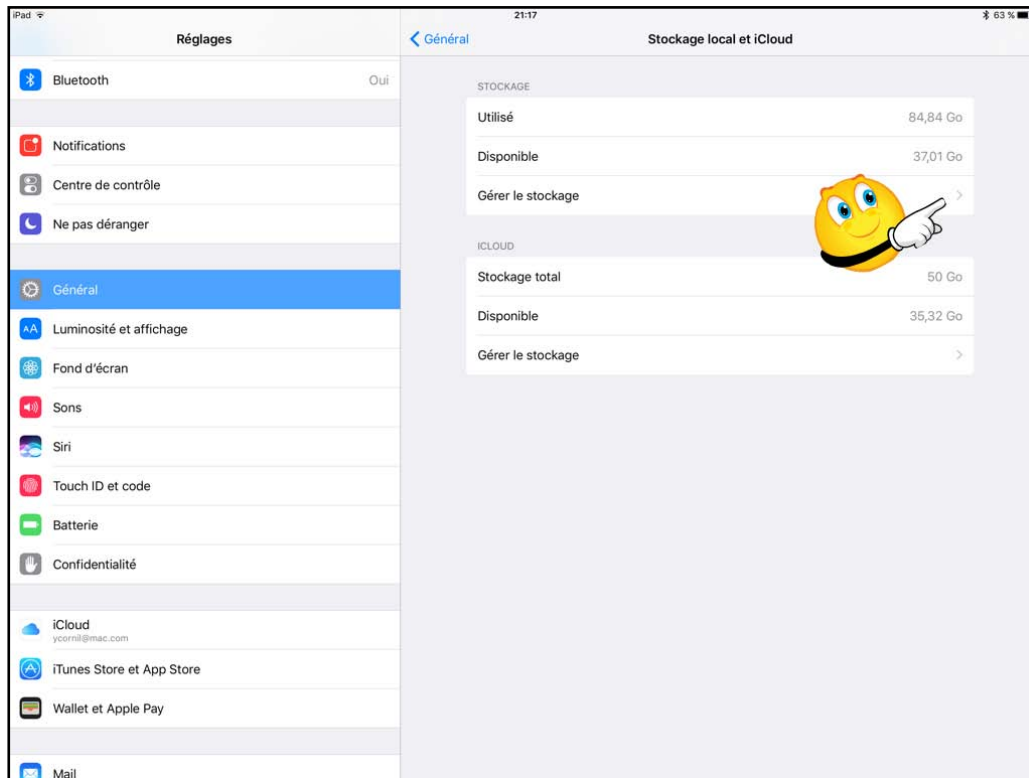 iPad 21:17 63 %
Réglages
Bluetooth Oui
Notifications
Centre de contrôle
Ne pas déranger
Général
Luminosité et affichage
AA
Fond d'écran
Sons
Siri
Touch ID et code
Batterie
Confidentialité
iCloud
ycornil@mac.com
iTunes Store et App Store
Wallet et Apple Pay
Mail
Général Stockage local et iCloud
STOCKAGE
Utilisé 84,84 Go
Disponible 37,01 Go
Gérer le stockage
ICLOUD
Stockage total 50 Go
Disponible 35,32 Go
Gérer le stockage